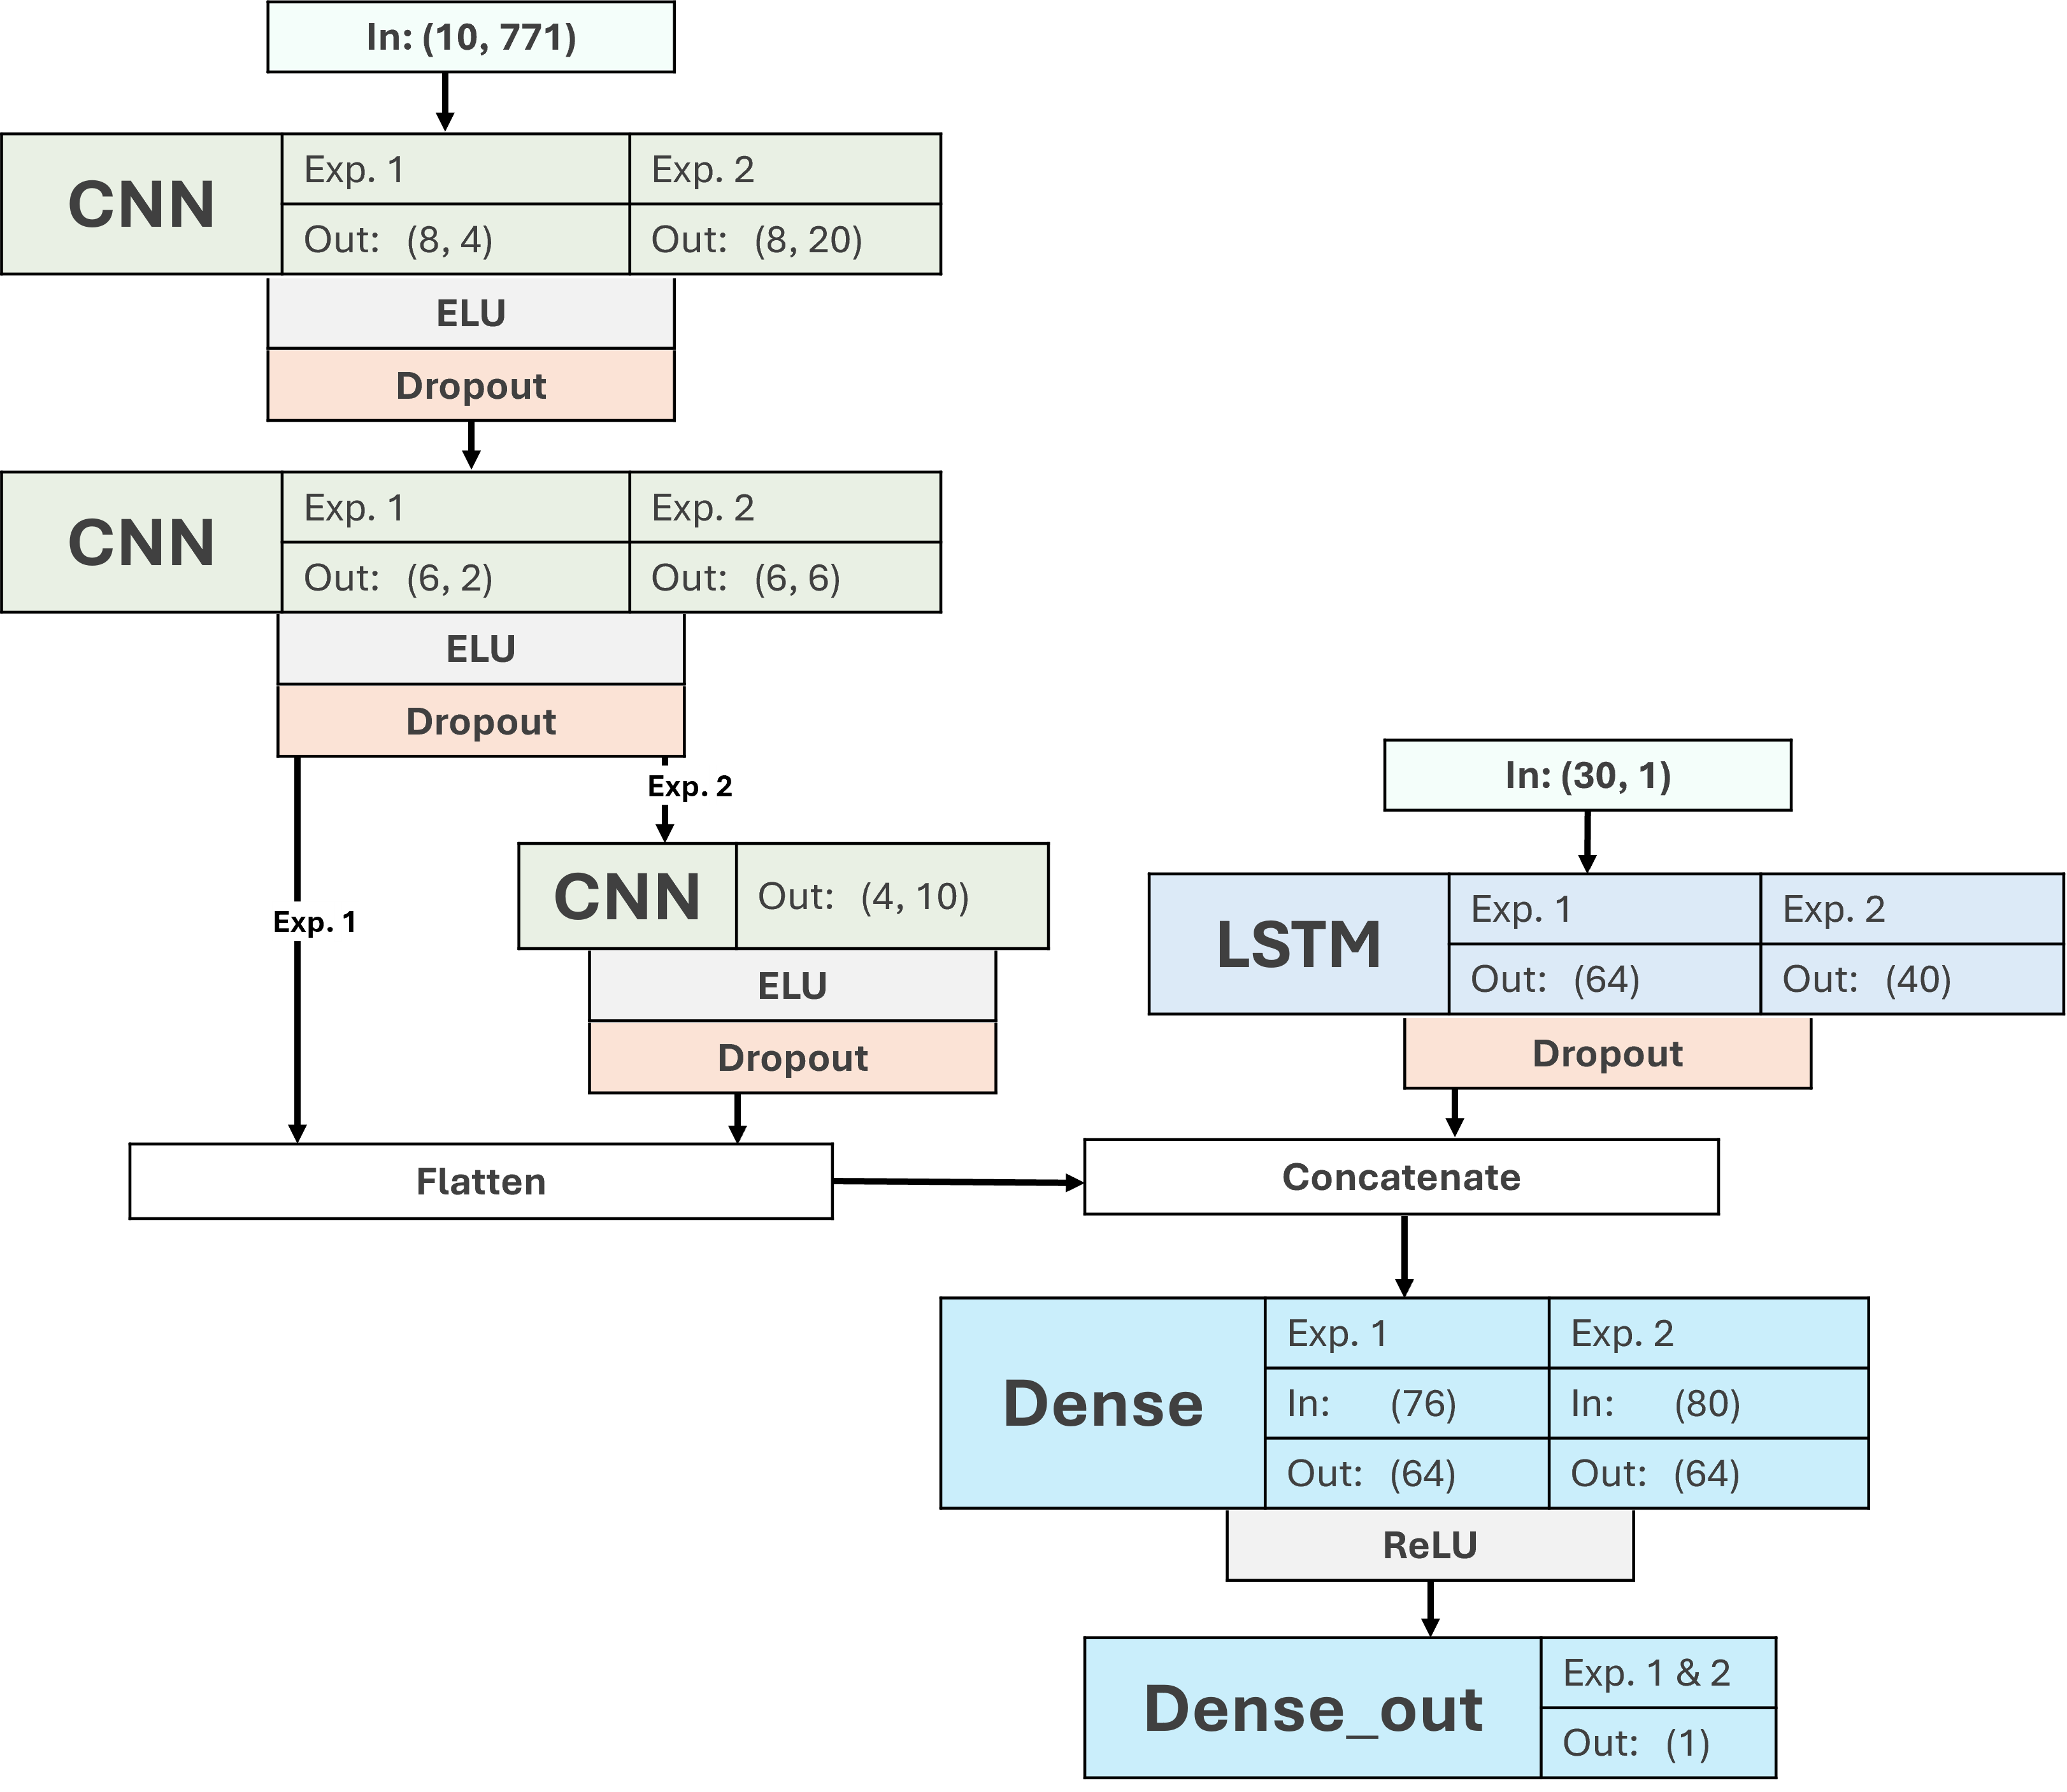 In: (10, 771)
CNN
Exp. 1
Exp. 2
Out: (8, 4)
Out: (8, 20)
ELU
Dropout
CNN
Exp. 1
Exp. 2
Out: (6, 2)
Out: (6, 6)
ELU
Dropout
Exp. 1
Exp. 2
CNN
Out: (4, 10)
ELU
Dropout
Flatten
In: (30, 1)
LSTM
Exp. 1
Exp. 2
Out: (64)
Out: (40)
Dropout
Concatenate
Dense
Exp. 1
Exp. 2
In: (76)
In: (80)
Out: (64)
Out: (64)
ReLU
Dense_out
Exp. 1 & 2
Out: (1)